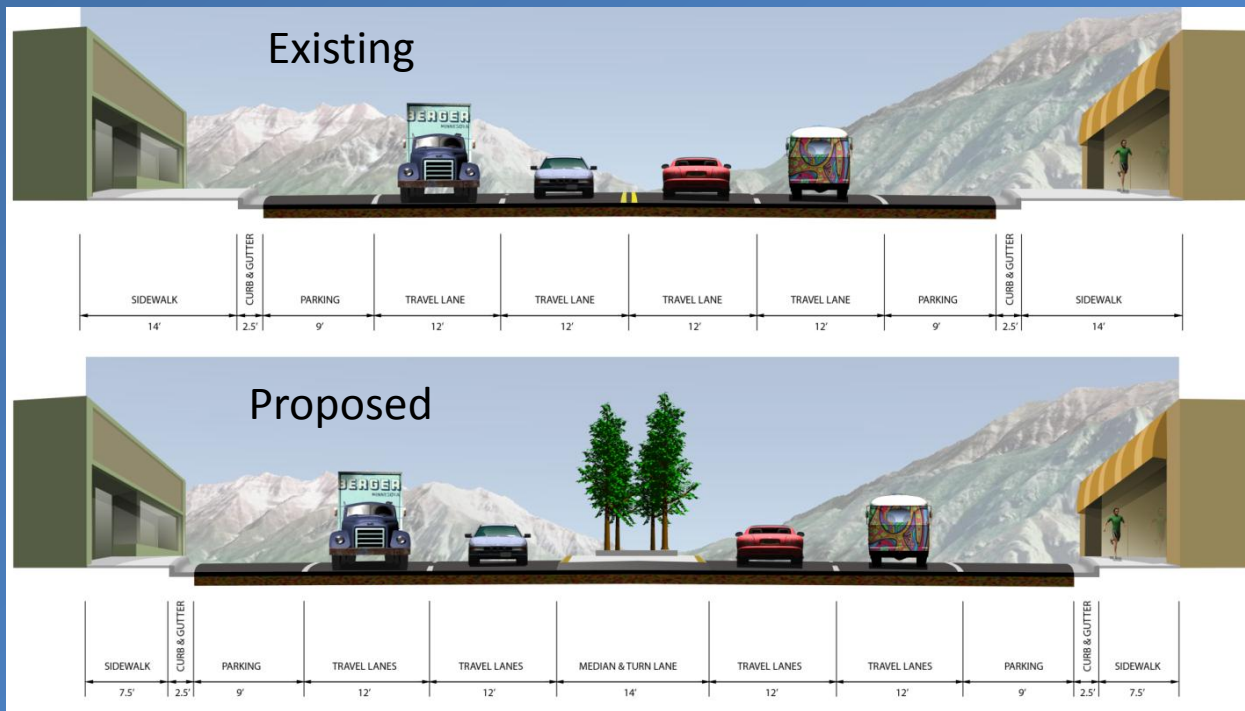 Existing
BERGER
SIDEWALK
CURB & GUTTER
PARKING
TRAVEL LANE
TRAVEL LANE
TRAVEL LANE
TRAVEL LANE
PARKING
CURB & GUTTER
SIDEWALK
14' 2.5' 9' 12' 12' 12' 12' 9' 2.5' 14'
Proposed
BERGER
SIDEWALK
CURB & GUTTER
PARKING
TRAVEL LANES
TRAVEL LANES
MEDIAN & TURN LANE
TRAVEL LANES
TRAVEL LANES
PARKING
CURB & GUTTER
SIDEWALK
7.5' 2.5' 9' 12' 12' 14' 12' 12' 9' 2.5' 7.5'